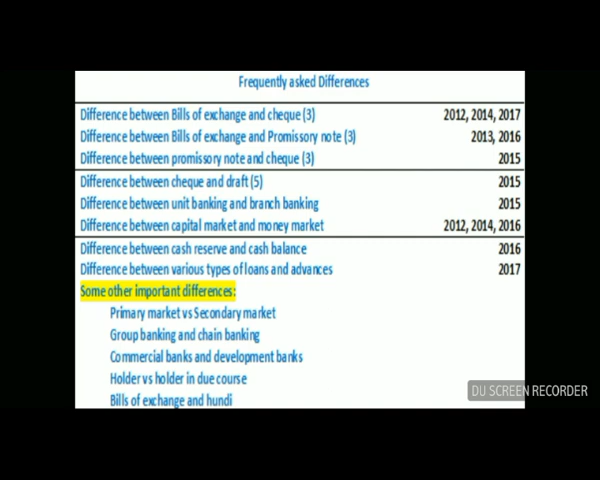 Frequently asked Differences
Difference between Bills of exchange and cheque (3) 2012, 2014, 2017
Difference between Bills of exchange and Promissory note (3) 2013, 2016
Difference between promissory note and cheque (3) 2015
Difference between cheque and draft (5) 2015
Difference between unit banking and branch banking 2015
Difference between capital market and money market 2012, 2014, 2016
Difference between cash reserve and cash balance 2016
Difference between various types of loans and advances 2017
Some other important differences:
Primary market vs Secondary market
Group banking and chain banking
Commercial banks and development banks
Holder vs holder in due course
Bills of exchange and hundi
DU SCREEN RECORDER